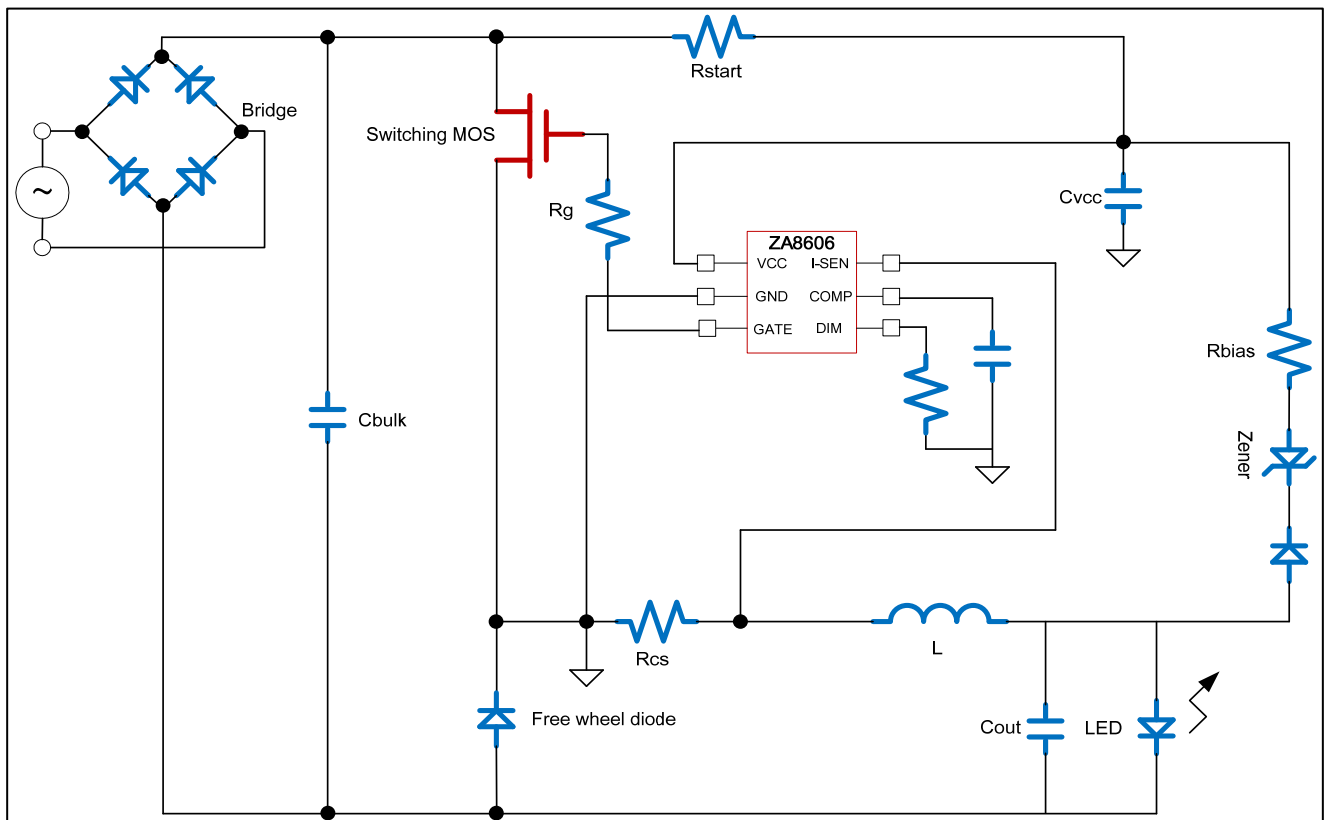 Rstart
Bridge
Switching MOS
~
Rg
Cvcc
ZA8606
VCC I-SEN
GND COMP
GATE DIM
Rbias
Cbulk
Zener
Rcs
L
Free wheel diode
Cout
LED